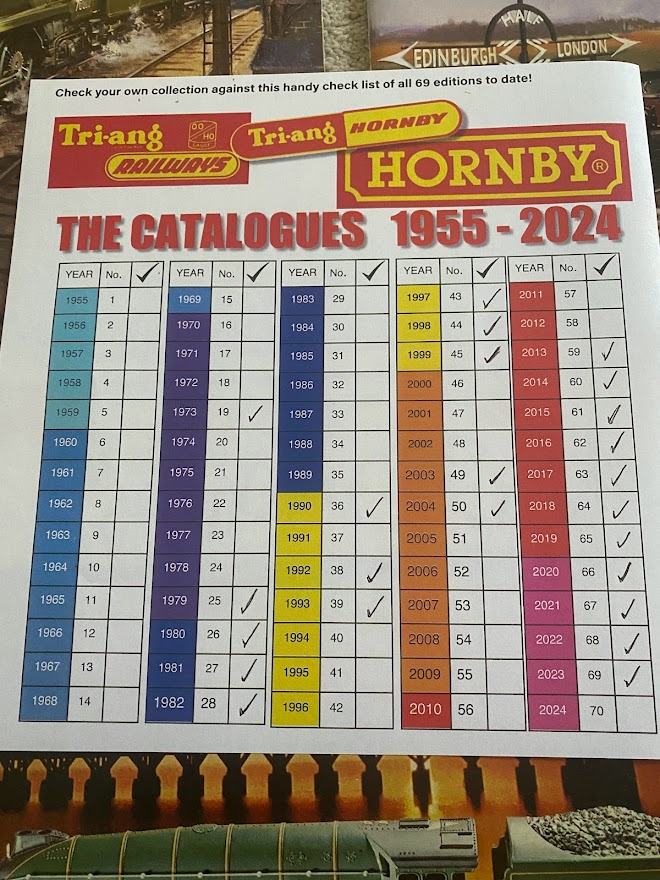 HALF
EDINBURGH LONDON
Check your own collection against this handy check list of all 69 editions to date!
Tri-ang OO HO GAUGE RAILWAYS
Tri-ang HORNBY
HORNBY®
THE CATALOGUES 1955 - 2024
YEAR No. ✓ YEAR No. ✓ YEAR No. ✓ YEAR No. ✓ YEAR No. ✓
1955 1 1969 15 1983 29 1997 43 ✓ 2011 57
1956 2 1970 16 1984 30 1998 44 ✓ 2012 58
1957 3 1971 17 1985 31 1999 45 ✓ 2013 59 ✓
1958 4 1972 18 1986 32 2000 46 2014 60 ✓
1959 5 1973 19 ✓ 1987 33 2001 47 2015 61 ✓
1960 6 1974 20 1988 34 2002 48 2016 62 ✓
1961 7 1975 21 1989 35 2003 49 ✓ 2017 63 ✓
1962 8 1976 22 1990 36 ✓ 2004 50 ✓ 2018 64 ✓
1963 9 1977 23 1991 37 2005 51 2019 65 ✓
1964 10 1978 24 1992 38 ✓ 2006 52 2020 66 ✓
1965 11 1979 25 ✓ 1993 39 ✓ 2007 53 2021 67 ✓
1966 12 1980 26 ✓ 1994 40 2008 54 2022 68 ✓
1967 13 1981 27 ✓ 1995 41 2009 55 2023 69 ✓
1968 14 1982 28 ✓ 1996 42 2010 56 2024 70